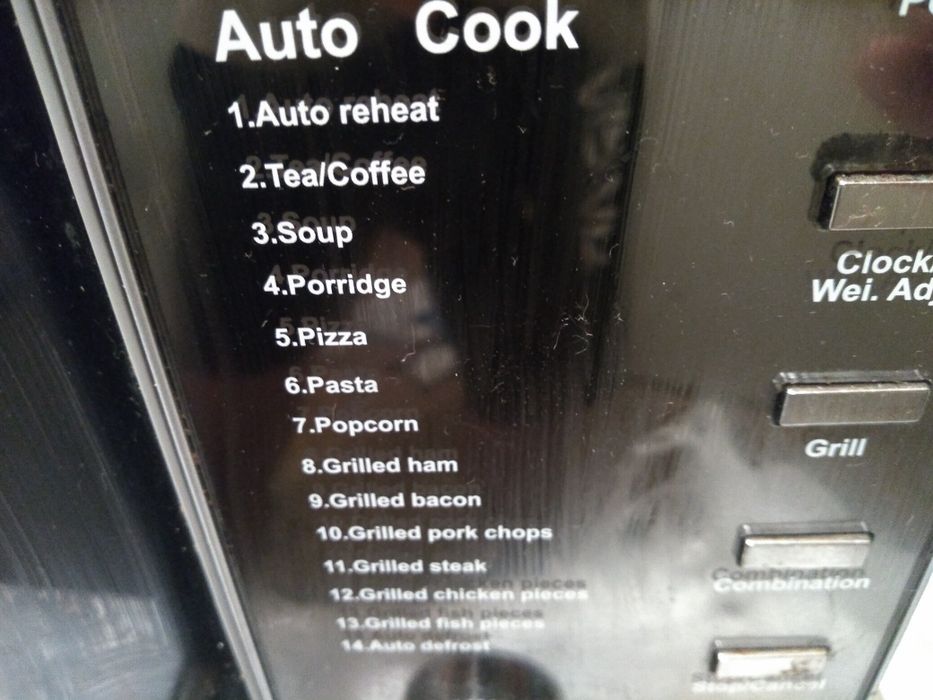 Auto Cook
1.Auto reheat
2.Tea/Coffee
3.Soup
4.Porridge
5.Pizza
6.Pasta
7.Popcorn
8.Grilled ham
9.Grilled bacon
10.Grilled pork chops
11.Grilled steak
12.Grilled chicken pieces
13.Grilled fish pieces
14.Auto defrost
Clock/
Wei. Adj
Grill
Combination
Stop/Cancel